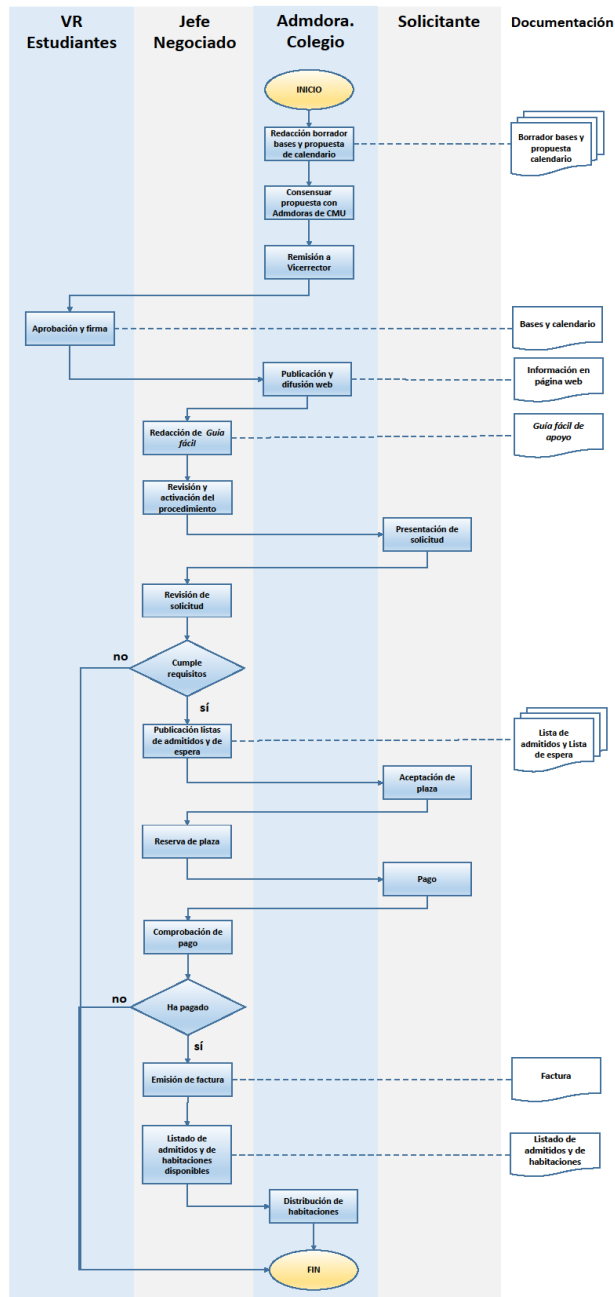 VR
Estudiantes
Jefe
Negociado
Admdora.
Colegio
Solicitante
Documentación
INICIO
Redacción borrador
bases y propuesta
de calendario
Borrador bases y
propuesta
calendario
Consensuar
propuesta con
Admdoras de CMU
Remisión a
Vicerrector
Aprobación y firma
Bases y calendario
Publicación y
difusión web
Información en
página web
Redacción de Guía
fácil
Guía fácil de
apoyo
Revisión y
activación del
procedimiento
Presentación de
solicitud
Revisión de
solicitud
no
Cumple
requisitos
sí
Publicación listas
de admitidos y de
espera
Lista de
admitidos y Lista
de espera
Aceptación de
plaza
Reserva de plaza
Pago
Comprobación de
pago
no
Ha pagado
sí
Emisión de factura
Factura
Listado de
admitidos y de
habitaciones
disponibles
Listado de
admitidos y de
habitaciones
Distribución de
habitaciones
FIN